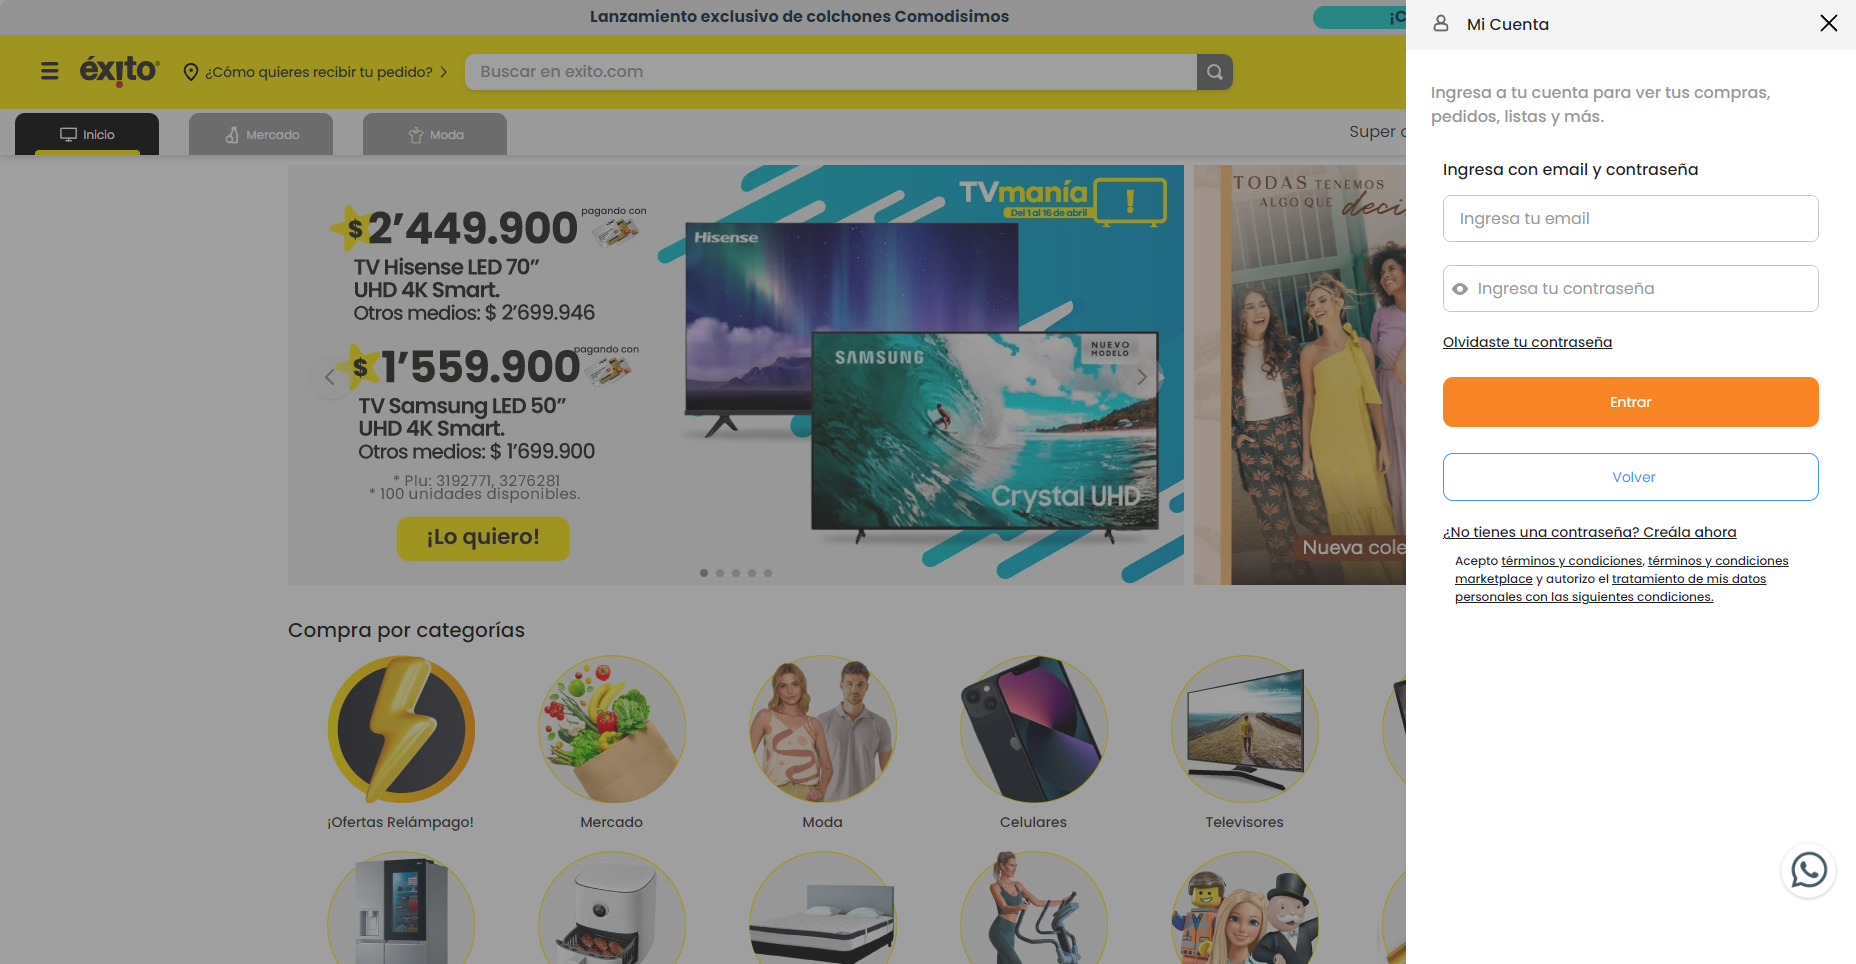 Lanzamiento exclusivo de colchones Comodisimos
éxito
¿Cómo quieres recibir tu pedido?
Buscar en exito.com
Inicio
Mercado
Moda
Super
$2’449.900
pagando con
TV Hisense LED 70”
UHD 4K Smart.
Otros medios: $ 2’699.946
$1’559.900
pagando con
TV Samsung LED 50”
UHD 4K Smart.
Otros medios: $ 1’699.900
* Plu: 3192771, 3276281
* 100 unidades disponibles.
¡Lo quiero!
TVmanía
Del 1 al 16 de abril
Hisense
SAMSUNG
NUEVO
MODELO
Crystal UHD
TODAS TENEMOS
ALGO QUE
Nueva
Compra por categorías
¡Ofertas Relámpago!
Mercado
Moda
Celulares
Televisores
Mi Cuenta
Ingresa a tu cuenta para ver tus compras,
pedidos, listas y más.
Ingresa con email y contraseña
Ingresa tu email
Ingresa tu contraseña
Olvidaste tu contraseña
Entrar
Volver
¿No tienes una contraseña? Creála ahora
Acepto términos y condiciones, términos y condiciones
marketplace y autorizo el tratamiento de mis datos
personales con las siguientes condiciones.